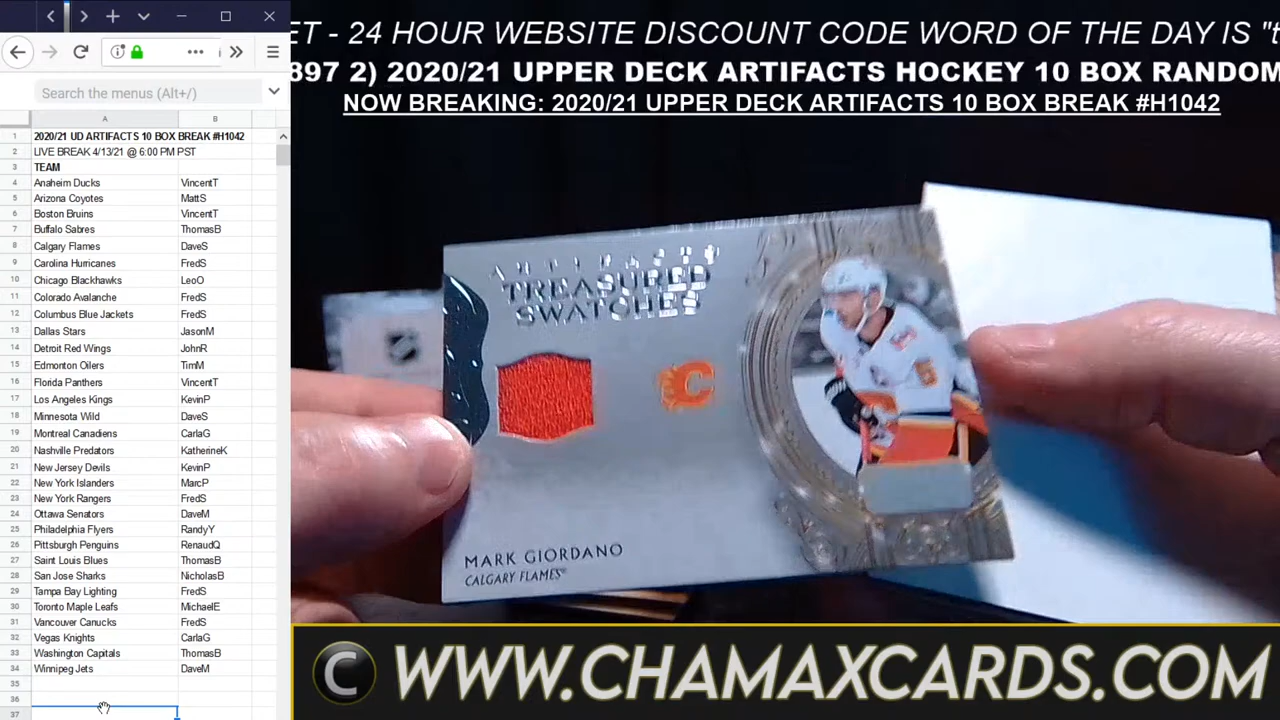 Search the menus (Alt+/)
A B
1 2020/21 UD ARTIFACTS 10 BOX BREAK #H1042
2 LIVE BREAK 4/13/21 @ 6:00 PM PST
3 TEAM
4 Anaheim Ducks VincentT
5 Arizona Coyotes MattS
6 Boston Bruins VincentT
7 Buffalo Sabres ThomasB
8 Calgary Flames DaveS
9 Carolina Hurricanes FredS
10 Chicago Blackhawks LeoO
11 Colorado Avalanche FredS
12 Columbus Blue Jackets FredS
13 Dallas Stars JasonM
14 Detroit Red Wings JohnR
15 Edmonton Oilers TimM
16 Florida Panthers VincentT
17 Los Angeles Kings KevinP
18 Minnesota Wild DaveS
19 Montreal Canadiens CarlaG
20 Nashville Predators KatherineK
21 New Jersey Devils KevinP
22 New York Islanders MarcP
23 New York Rangers FredS
24 Ottawa Senators DaveM
25 Philadelphia Flyers RandyY
26 Pittsburgh Penguins RenaudQ
27 Saint Louis Blues ThomasB
28 San Jose Sharks NicholasB
29 Tampa Bay Lighting FredS
30 Toronto Maple Leafs MichaelE
31 Vancouver Canucks FredS
32 Vegas Knights CarlaG
33 Washington Capitals ThomasB
34 Winnipeg Jets DaveM
35
36
37
ET - 24 HOUR WEBSITE DISCOUNT CODE WORD OF THE DAY IS "t
897 2) 2020/21 UPPER DECK ARTIFACTS HOCKEY 10 BOX RANDOM
NOW BREAKING: 2020/21 UPPER DECK ARTIFACTS 10 BOX BREAK #H1042
ARTIFACTS
TREASURED
SWATCHES
C
MARK GIORDANO
CALGARY FLAMES
C WWW.CHAMAXCARDS.COM